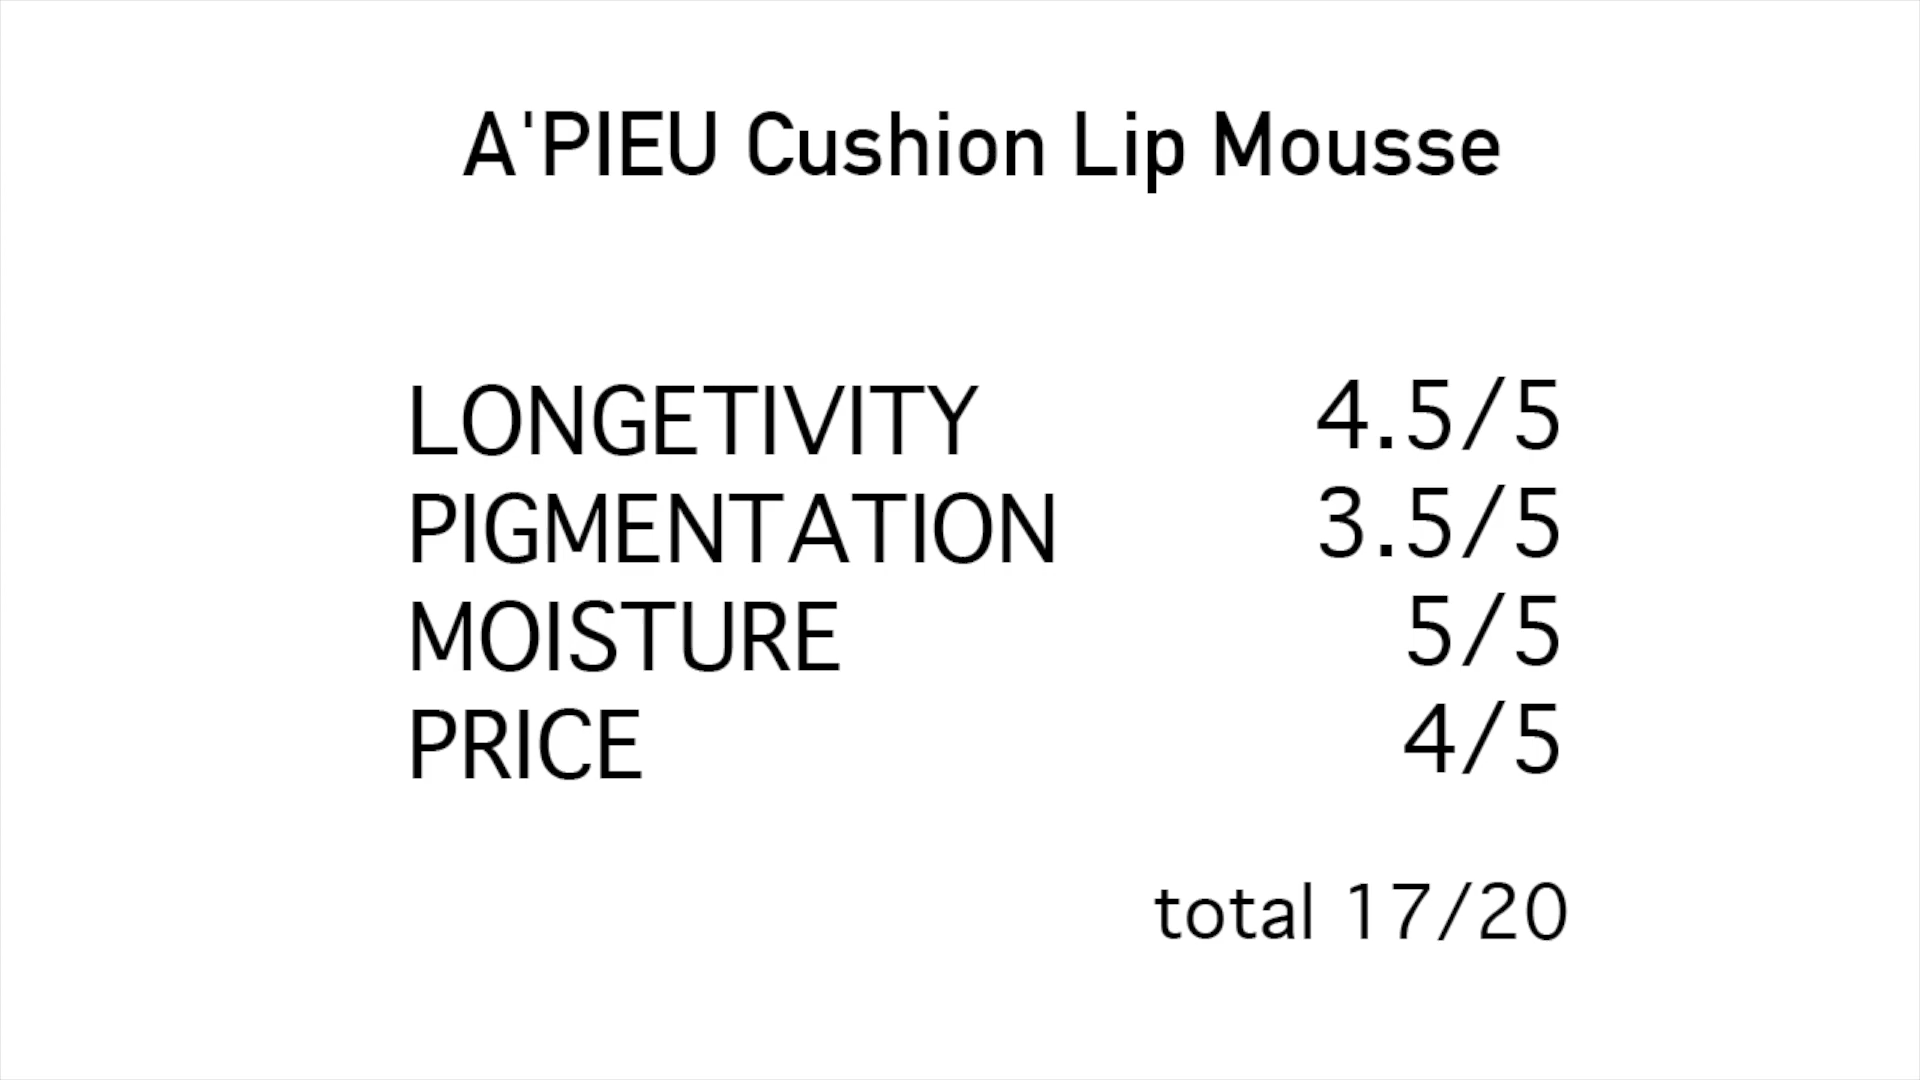 A'PIEU Cushion Lip Mousse
LONGETIVITY 4.5/5
PIGMENTATION 3.5/5
MOISTURE 5/5
PRICE 4/5
total 17/20